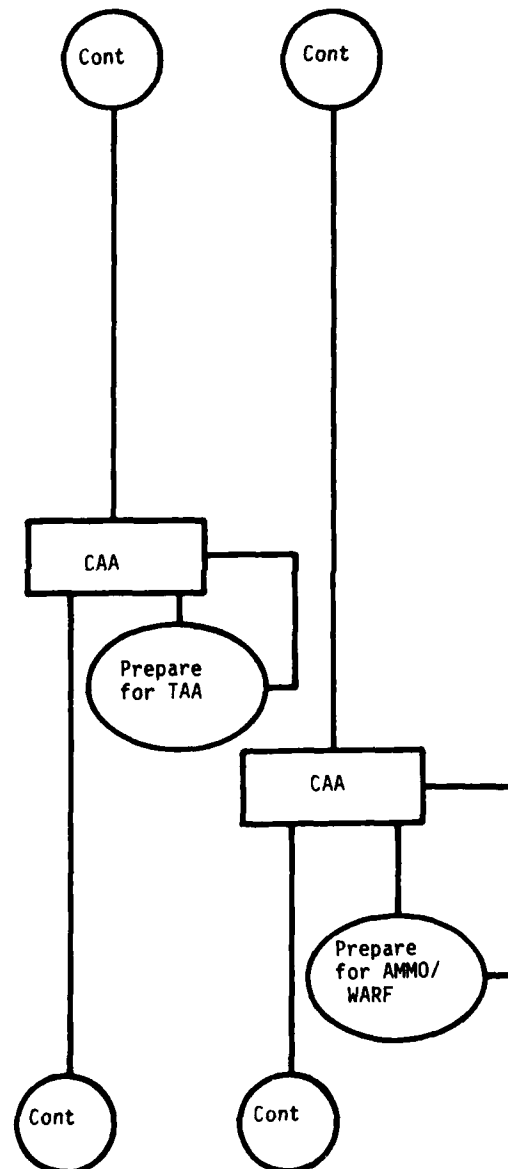 Cont
Cont
CAA
Prepare
for TAA
CAA
Prepare
for AMMO/
WARF
Cont
Cont